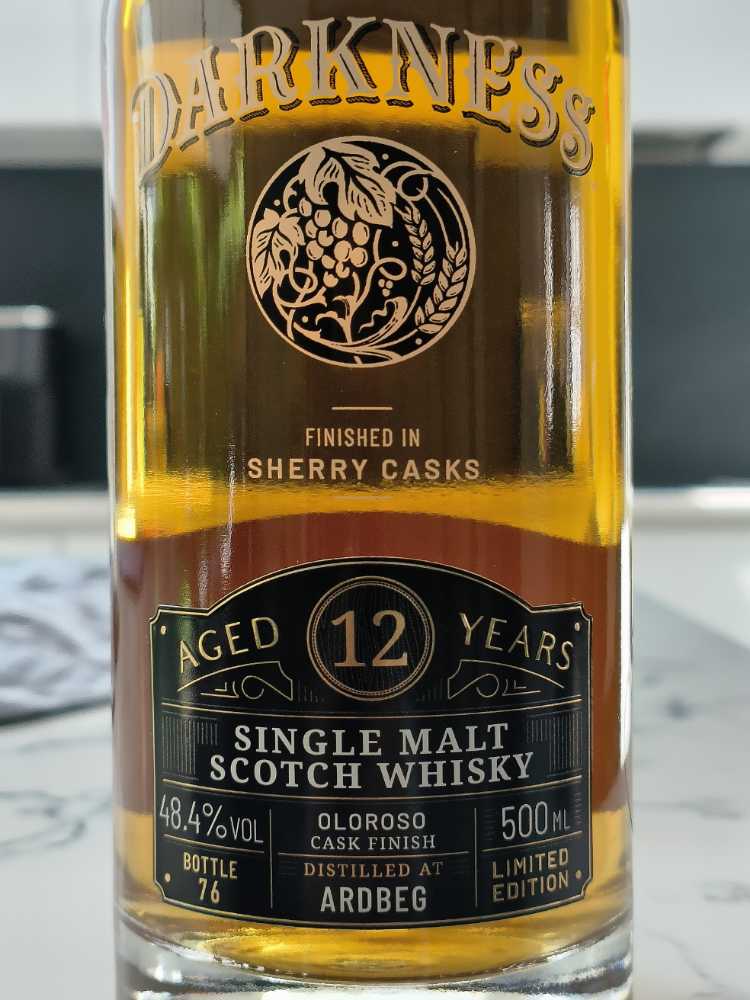 DARKNESS
FINISHED IN
SHERRY CASKS
AGED 12 YEARS
SINGLE MALT
SCOTCH WHISKY
48.4% VOL
BOTTLE
76
OLOROSO
CASK FINISH
DISTILLED AT
ARDBEG
500ML
LIMITED
EDITION